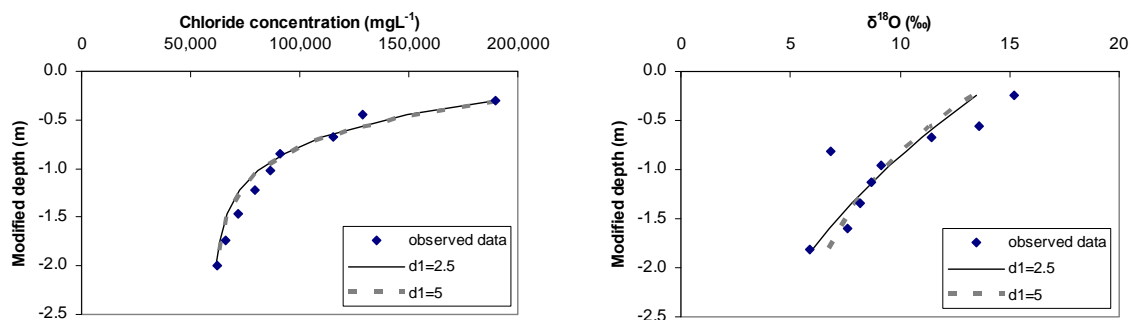 Chloride concentration (mgL-1)
0 50,000 100,000 150,000 200,000
0.0
-0.5
-1.0
-1.5
-2.0
-2.5
Modified depth (m)
observed data
d1=2.5
d1=5
δ18O (‰)
0 5 10 15 20
0.0
-0.5
-1.0
-1.5
-2.0
-2.5
Modified depth (m)
observed data
d1=2.5
d1=5